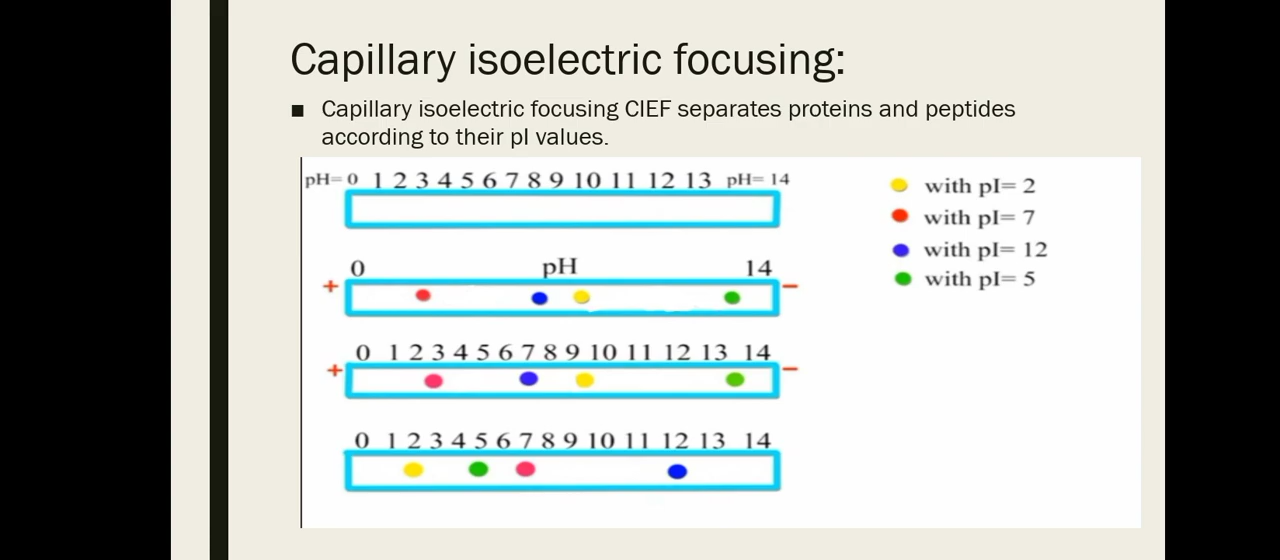 Capillary isoelectric focusing:
■ Capillary isoelectric focusing CIEF separates proteins and peptides
according to their pI values.
pH= 0 1 2 3 4 5 6 7 8 9 10 11 12 13 pH= 14
with pI= 2
with pI= 7
with pI= 12
with pI= 5
0 pH 14
+ −
0 1 2 3 4 5 6 7 8 9 10 11 12 13 14
+ −
0 1 2 3 4 5 6 7 8 9 10 11 12 13 14